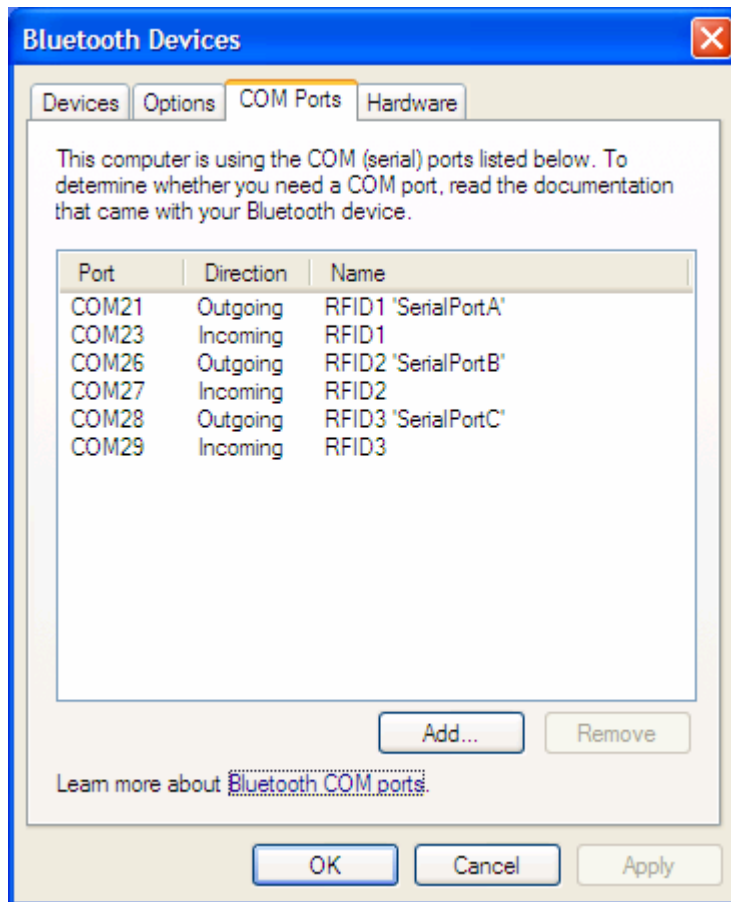 Bluetooth Devices
Devices Options COM Ports Hardware
This computer is using the COM (serial) ports listed below. To
determine whether you need a COM port, read the documentation
that came with your Bluetooth device.
Port Direction Name
COM21 Outgoing RFID1 'SerialPortA'
COM23 Incoming RFID1
COM26 Outgoing RFID2 'SerialPortB'
COM27 Incoming RFID2
COM28 Outgoing RFID3 'SerialPortC'
COM29 Incoming RFID3
Add... Remove
Learn more about Bluetooth COM ports.
OK Cancel Apply